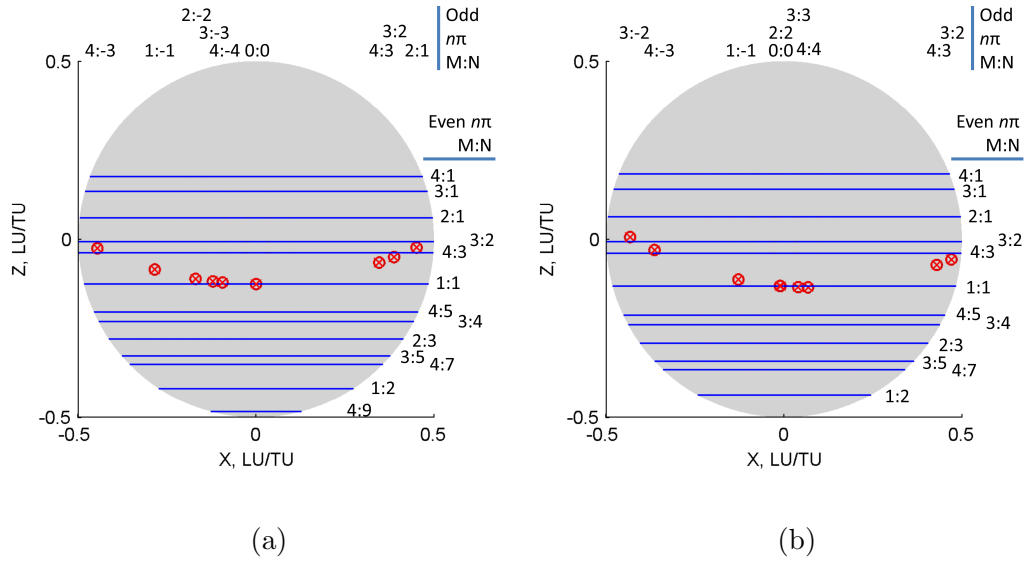 2:-2
3:-3
4:-3 1:-1 4:-4 0:0
3:2
4:3 2:1
Odd
nπ
M:N
Even nπ
M:N
4:1
3:1
2:1
3:2
4:3
1:1
4:5
3:4
2:3
3:5
4:7
1:2
4:9
0.5
0
-0.5
Z, LU/TU
-0.5 0 0.5
X, LU/TU
(a)
3:3
3:-2 2:2 3:2
4:-3 1:-1 0:0 4:4 4:3
Odd
nπ
M:N
Even nπ
M:N
4:1
3:1
2:1
3:2
4:3
1:1
4:5
3:4
2:3
3:5
4:7
1:2
0.5
0
-0.5
Z, LU/TU
-0.5 0 0.5
X, LU/TU
(b)